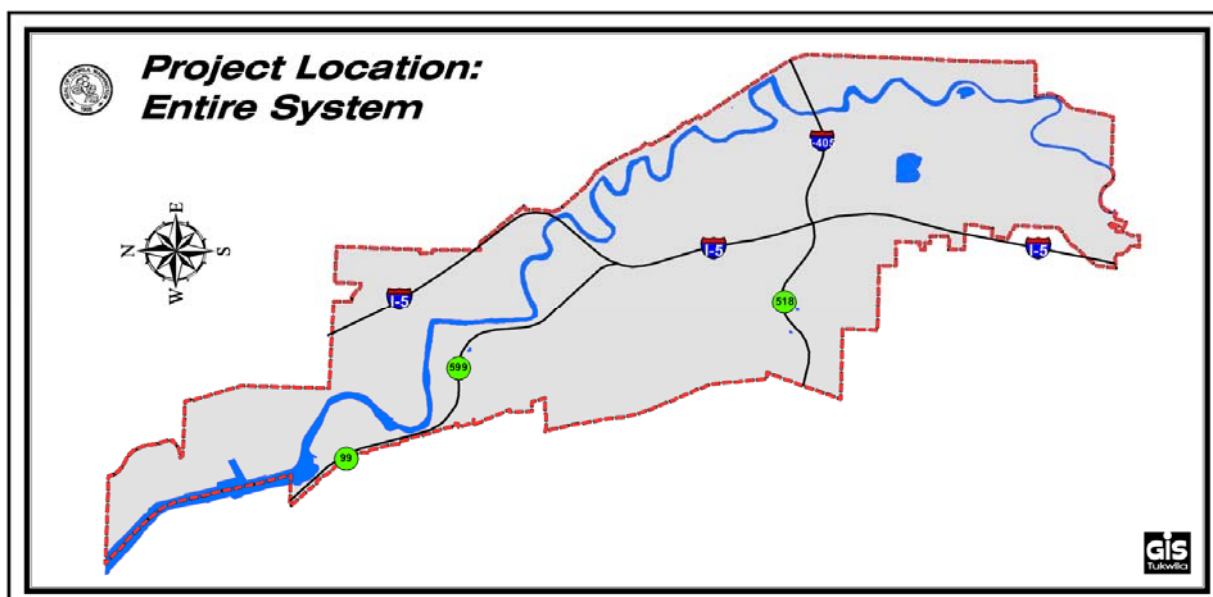 Project Location:
Entire System
E
N
S
W
I-405
I-5
I-5
I-5
518
599
99
GIS
Tukwila